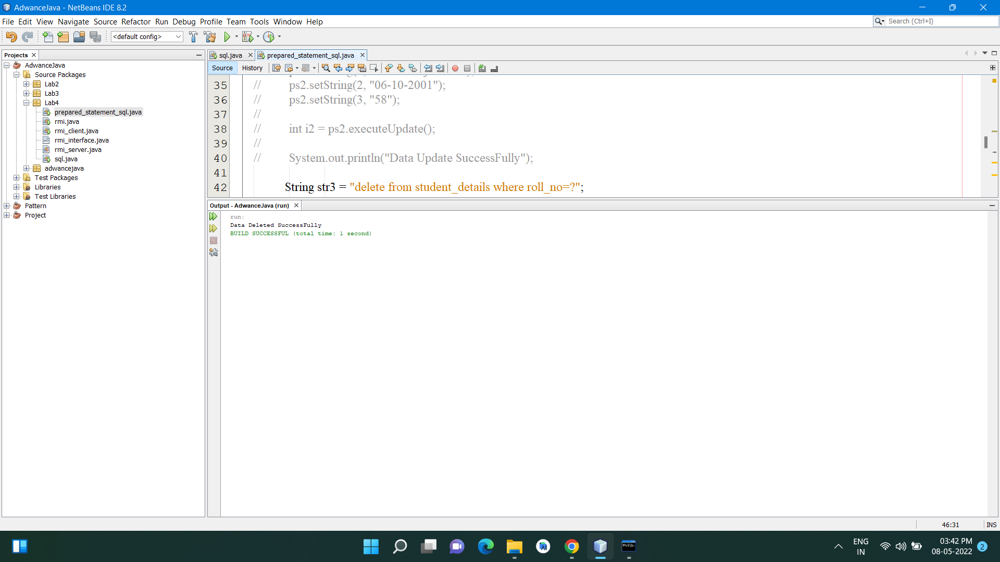 AdwanceJava - NetBeans IDE 8.2
File Edit View Navigate Source Refactor Run Debug Profile Team Tools Window Help
Search (Ctrl+I)
<default config>
Projects
AdwanceJava
Source Packages
Lab2
Lab3
Lab4
prepared_statement_sql.java
rmi.java
rmi_client.java
rmi_interface.java
rmi_server.java
sql.java
adwancejava
Test Packages
Libraries
Test Libraries
Pattern
Project
sql.java prepared_statement_sql.java
Source History
35 // ps2.setString(2, "06-10-2001");
36 // ps2.setString(3, "58");
37 //
38 // int i2 = ps2.executeUpdate();
39 //
40 // System.out.println("Data Update SuccessFully");
41
42 String str3 = "delete from student_details where roll_no=?";
Output - AdwanceJava (run)
run:
Data Deleted SuccessFully
BUILD SUCCESSFUL (total time: 1 second)
46:31 INS
MySQL
ENG
IN
03:42 PM
08-05-2022
2